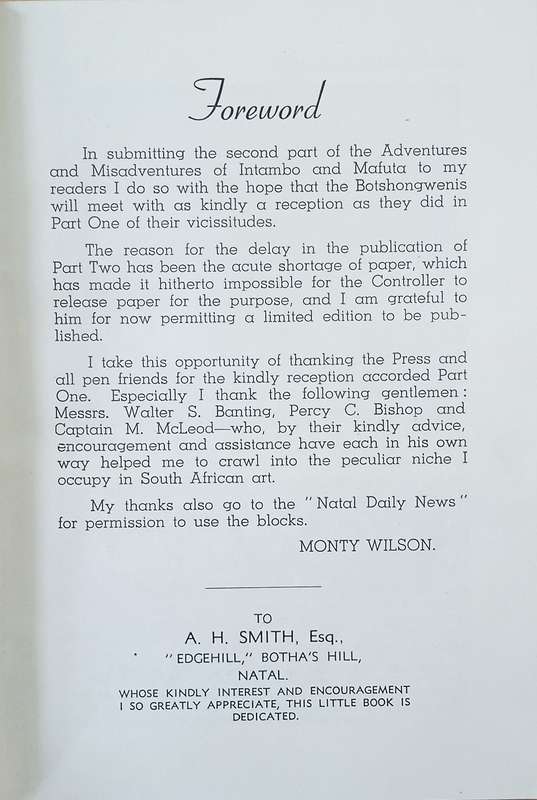 Foreword
In submitting the second part of the Adventures
and Misadventures of Intambo and Mafuta to my
readers I do so with the hope that the Botshongwenis
will meet with as kindly a reception as they did in
Part One of their vicissitudes.
The reason for the delay in the publication of
Part Two has been the acute shortage of paper, which
has made it hitherto impossible for the Controller to
release paper for the purpose, and I am grateful to
him for now permitting a limited edition to be pub-
lished.
I take this opportunity of thanking the Press and
all pen friends for the kindly reception accorded Part
One. Especially I thank the following gentlemen:
Messrs. Walter S. Banting, Percy C. Bishop and
Captain M. McLeod—who, by their kindly advice,
encouragement and assistance have each in his own
way helped me to crawl into the peculiar niche I
occupy in South African art.
My thanks also go to the "Natal Daily News"
for permission to use the blocks.
MONTY WILSON.
TO
A. H. SMITH, Esq.,
"EDGEHILL," BOTHA'S HILL,
NATAL.
WHOSE KINDLY INTEREST AND ENCOURAGEMENT
I SO GREATLY APPRECIATE, THIS LITTLE BOOK IS
DEDICATED.